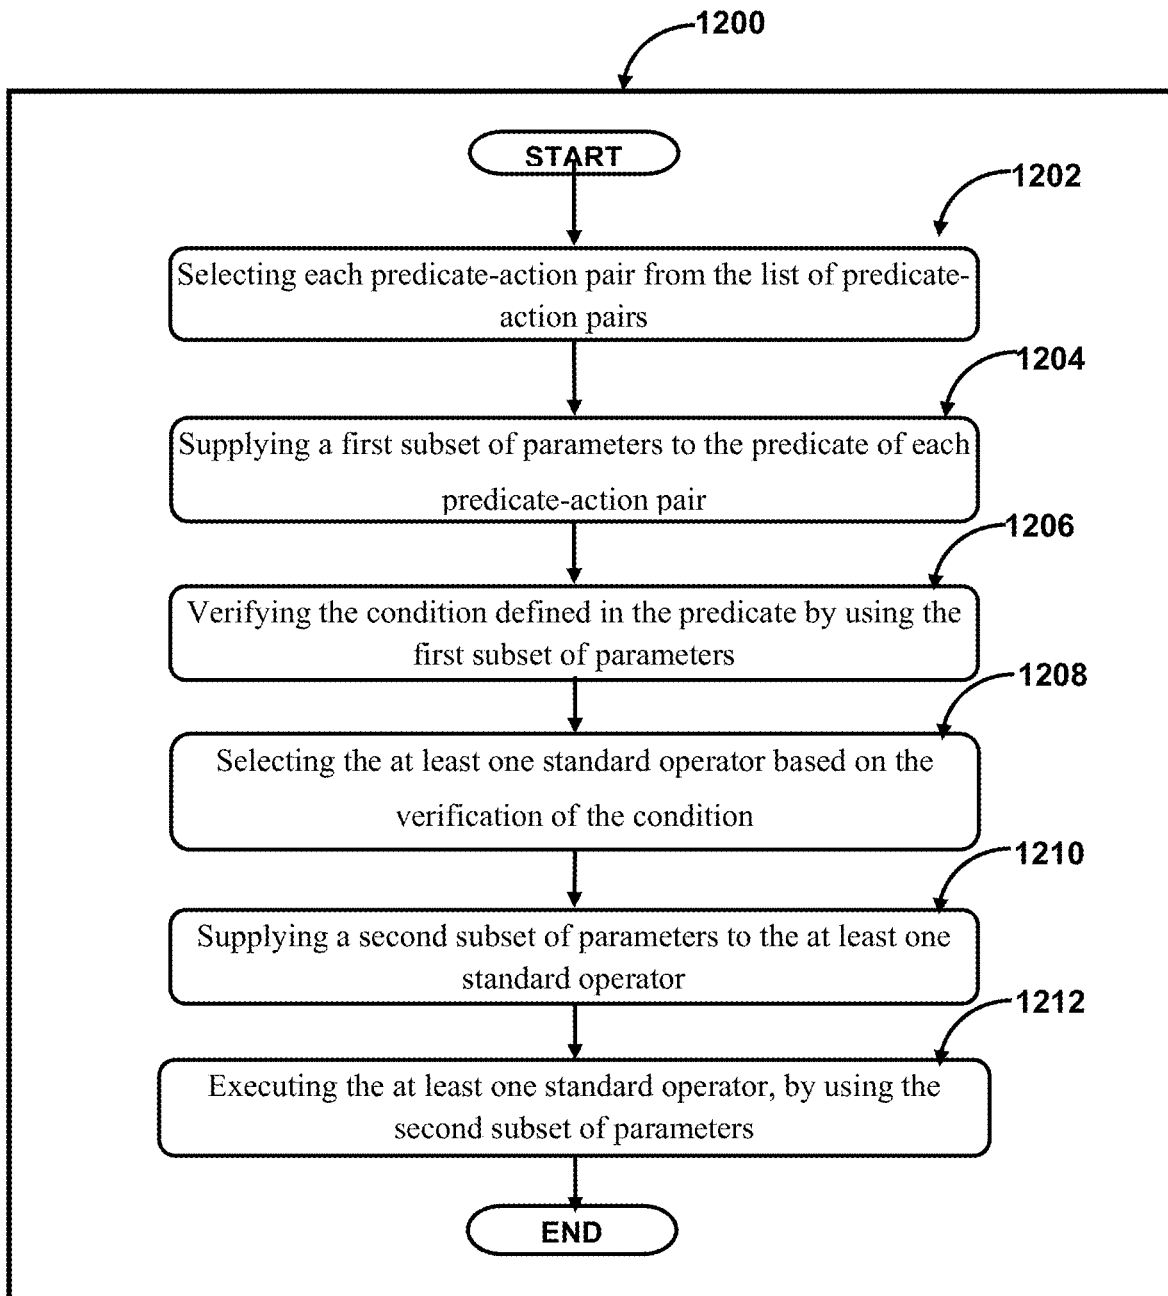 1200
START
1202
Selecting each predicate-action pair from the list of predicate-
action pairs
1204
Supplying a first subset of parameters to the predicate of each
predicate-action pair
1206
Verifying the condition defined in the predicate by using the
first subset of parameters
1208
Selecting the at least one standard operator based on the
verification of the condition
1210
Supplying a second subset of parameters to the at least one
standard operator
1212
Executing the at least one standard operator, by using the
second subset of parameters
END